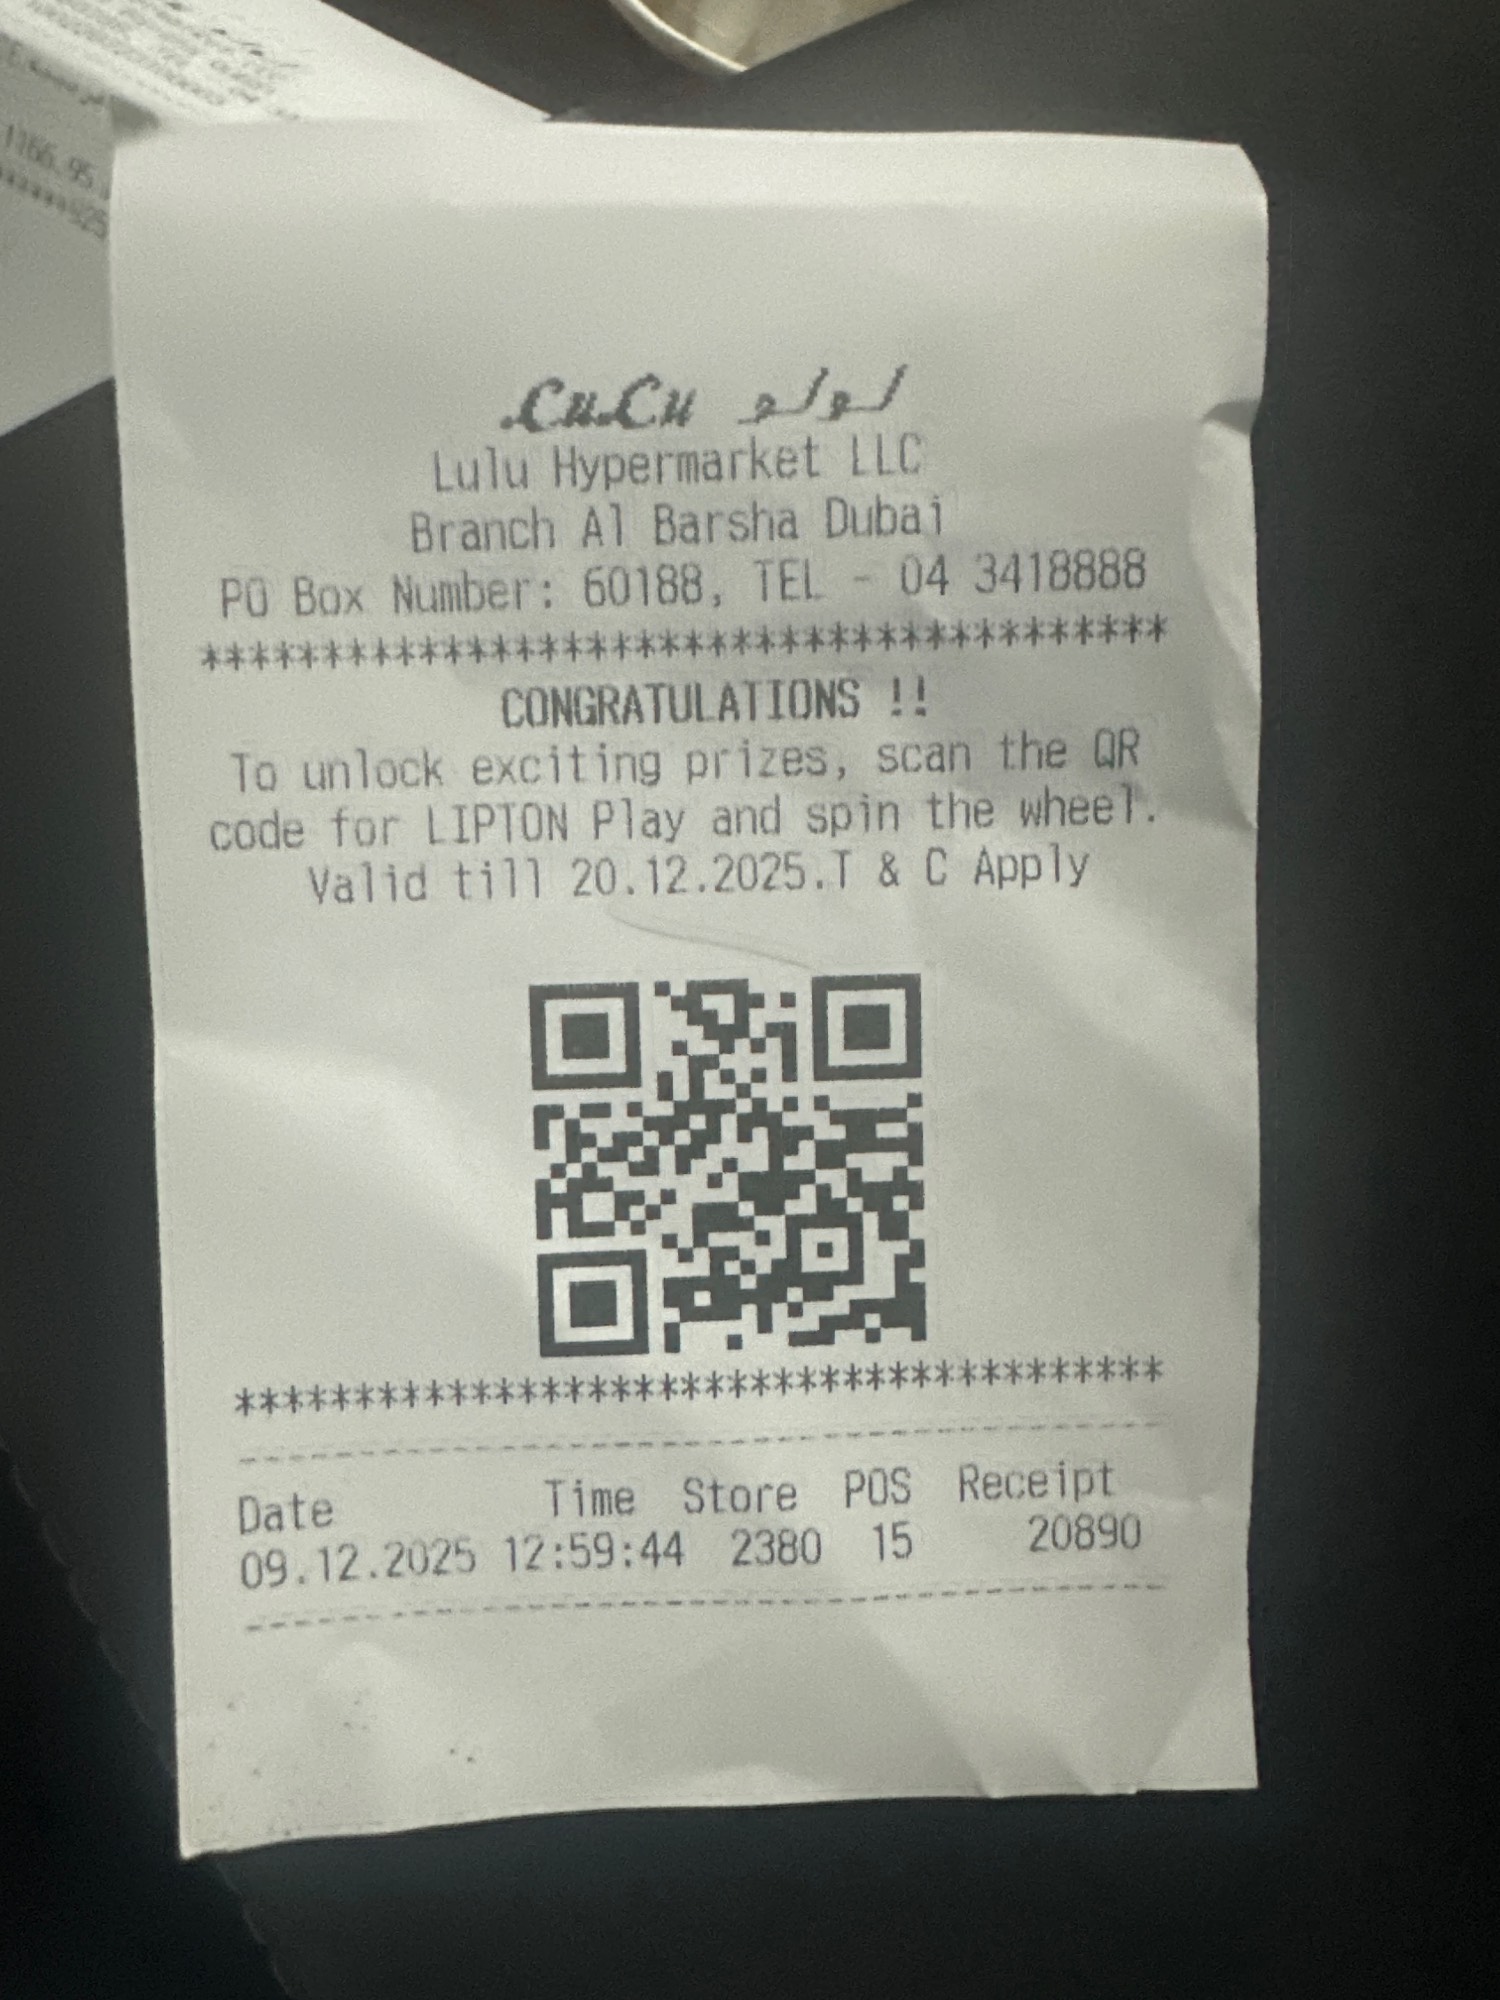 1166.95
LuLu لولو
Lulu Hypermarket LLC
Branch Al Barsha Dubai
PO Box Number: 60188, TEL - 04 3418888
****************************************
CONGRATULATIONS !!
To unlock exciting prizes, scan the QR
code for LIPTON Play and spin the wheel.
Valid till 20.12.2025.T & C Apply
***************************************
Date Time Store POS Receipt
09.12.2025 12:59:44 2380 15 20890